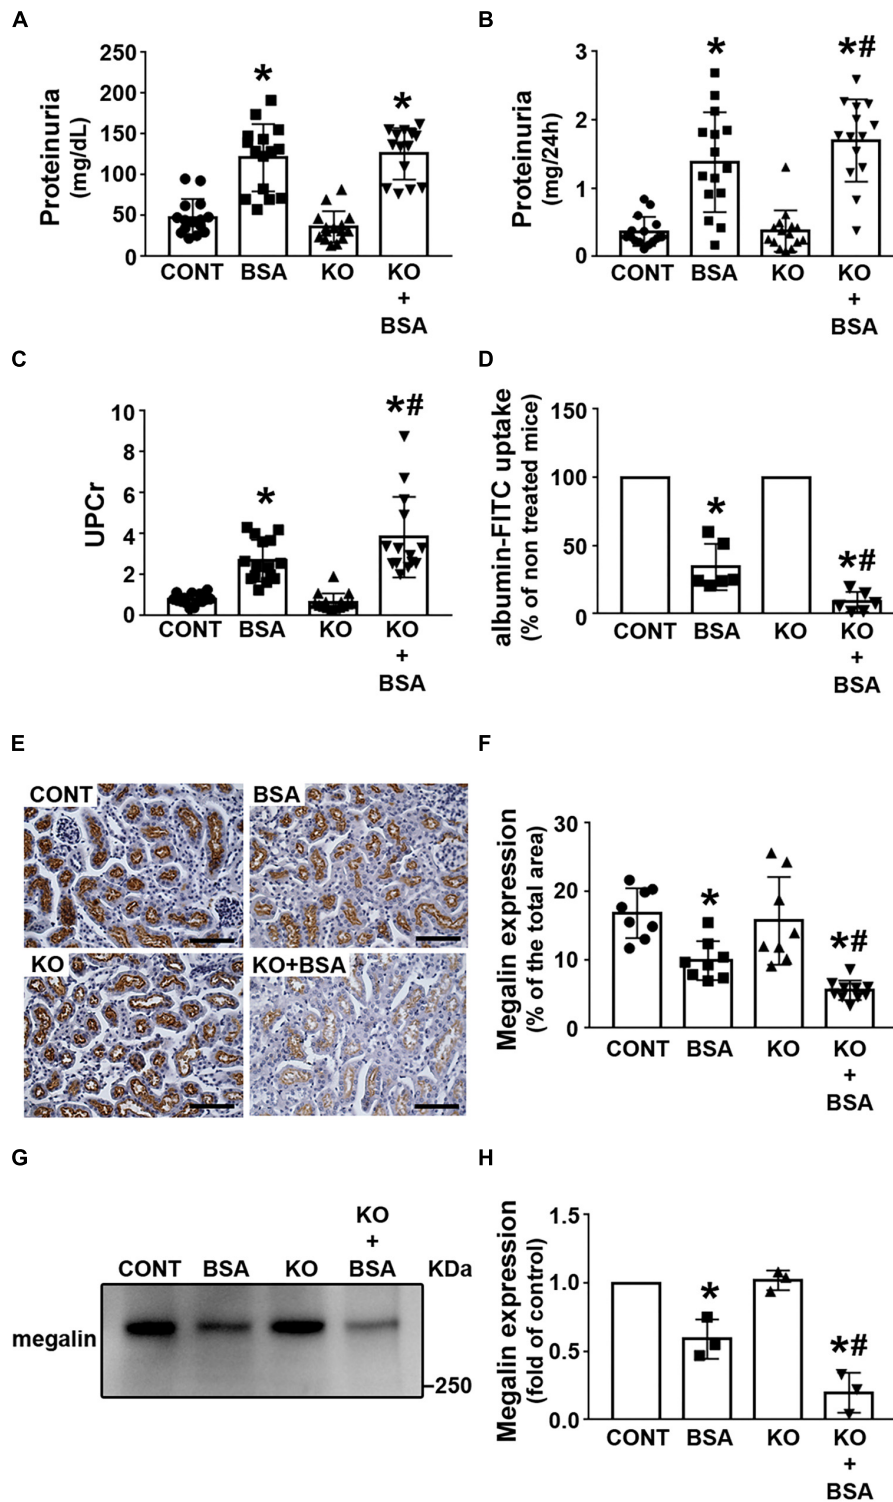 A
Proteinuria
(mg/dL)
250
200
150
100
50
0
*
*
CONT
BSA
KO
KO
+
BSA
B
Proteinuria
(mg/24h)
3
2
1
0
*
*#
CONT
BSA
KO
KO
+
BSA
C
UPCr
10
8
6
4
2
0
*
*#
CONT
BSA
KO
KO
+
BSA
D
albumin-FITC uptake
(% of non treated mice)
150
100
50
0
*
*#
CONT
BSA
KO
KO
+
BSA
E
CONT
BSA
KO
KO+BSA
F
Megalin expression
(% of the total area)
30
20
10
0
*
*#
CONT
BSA
KO
KO
+
BSA
G
CONT
BSA
KO
KO
+
BSA
KDa
megalin
–250
H
Megalin expression
(fold of control)
1.5
1.0
0.5
0.0
*
*#
CONT
BSA
KO
KO
+
BSA